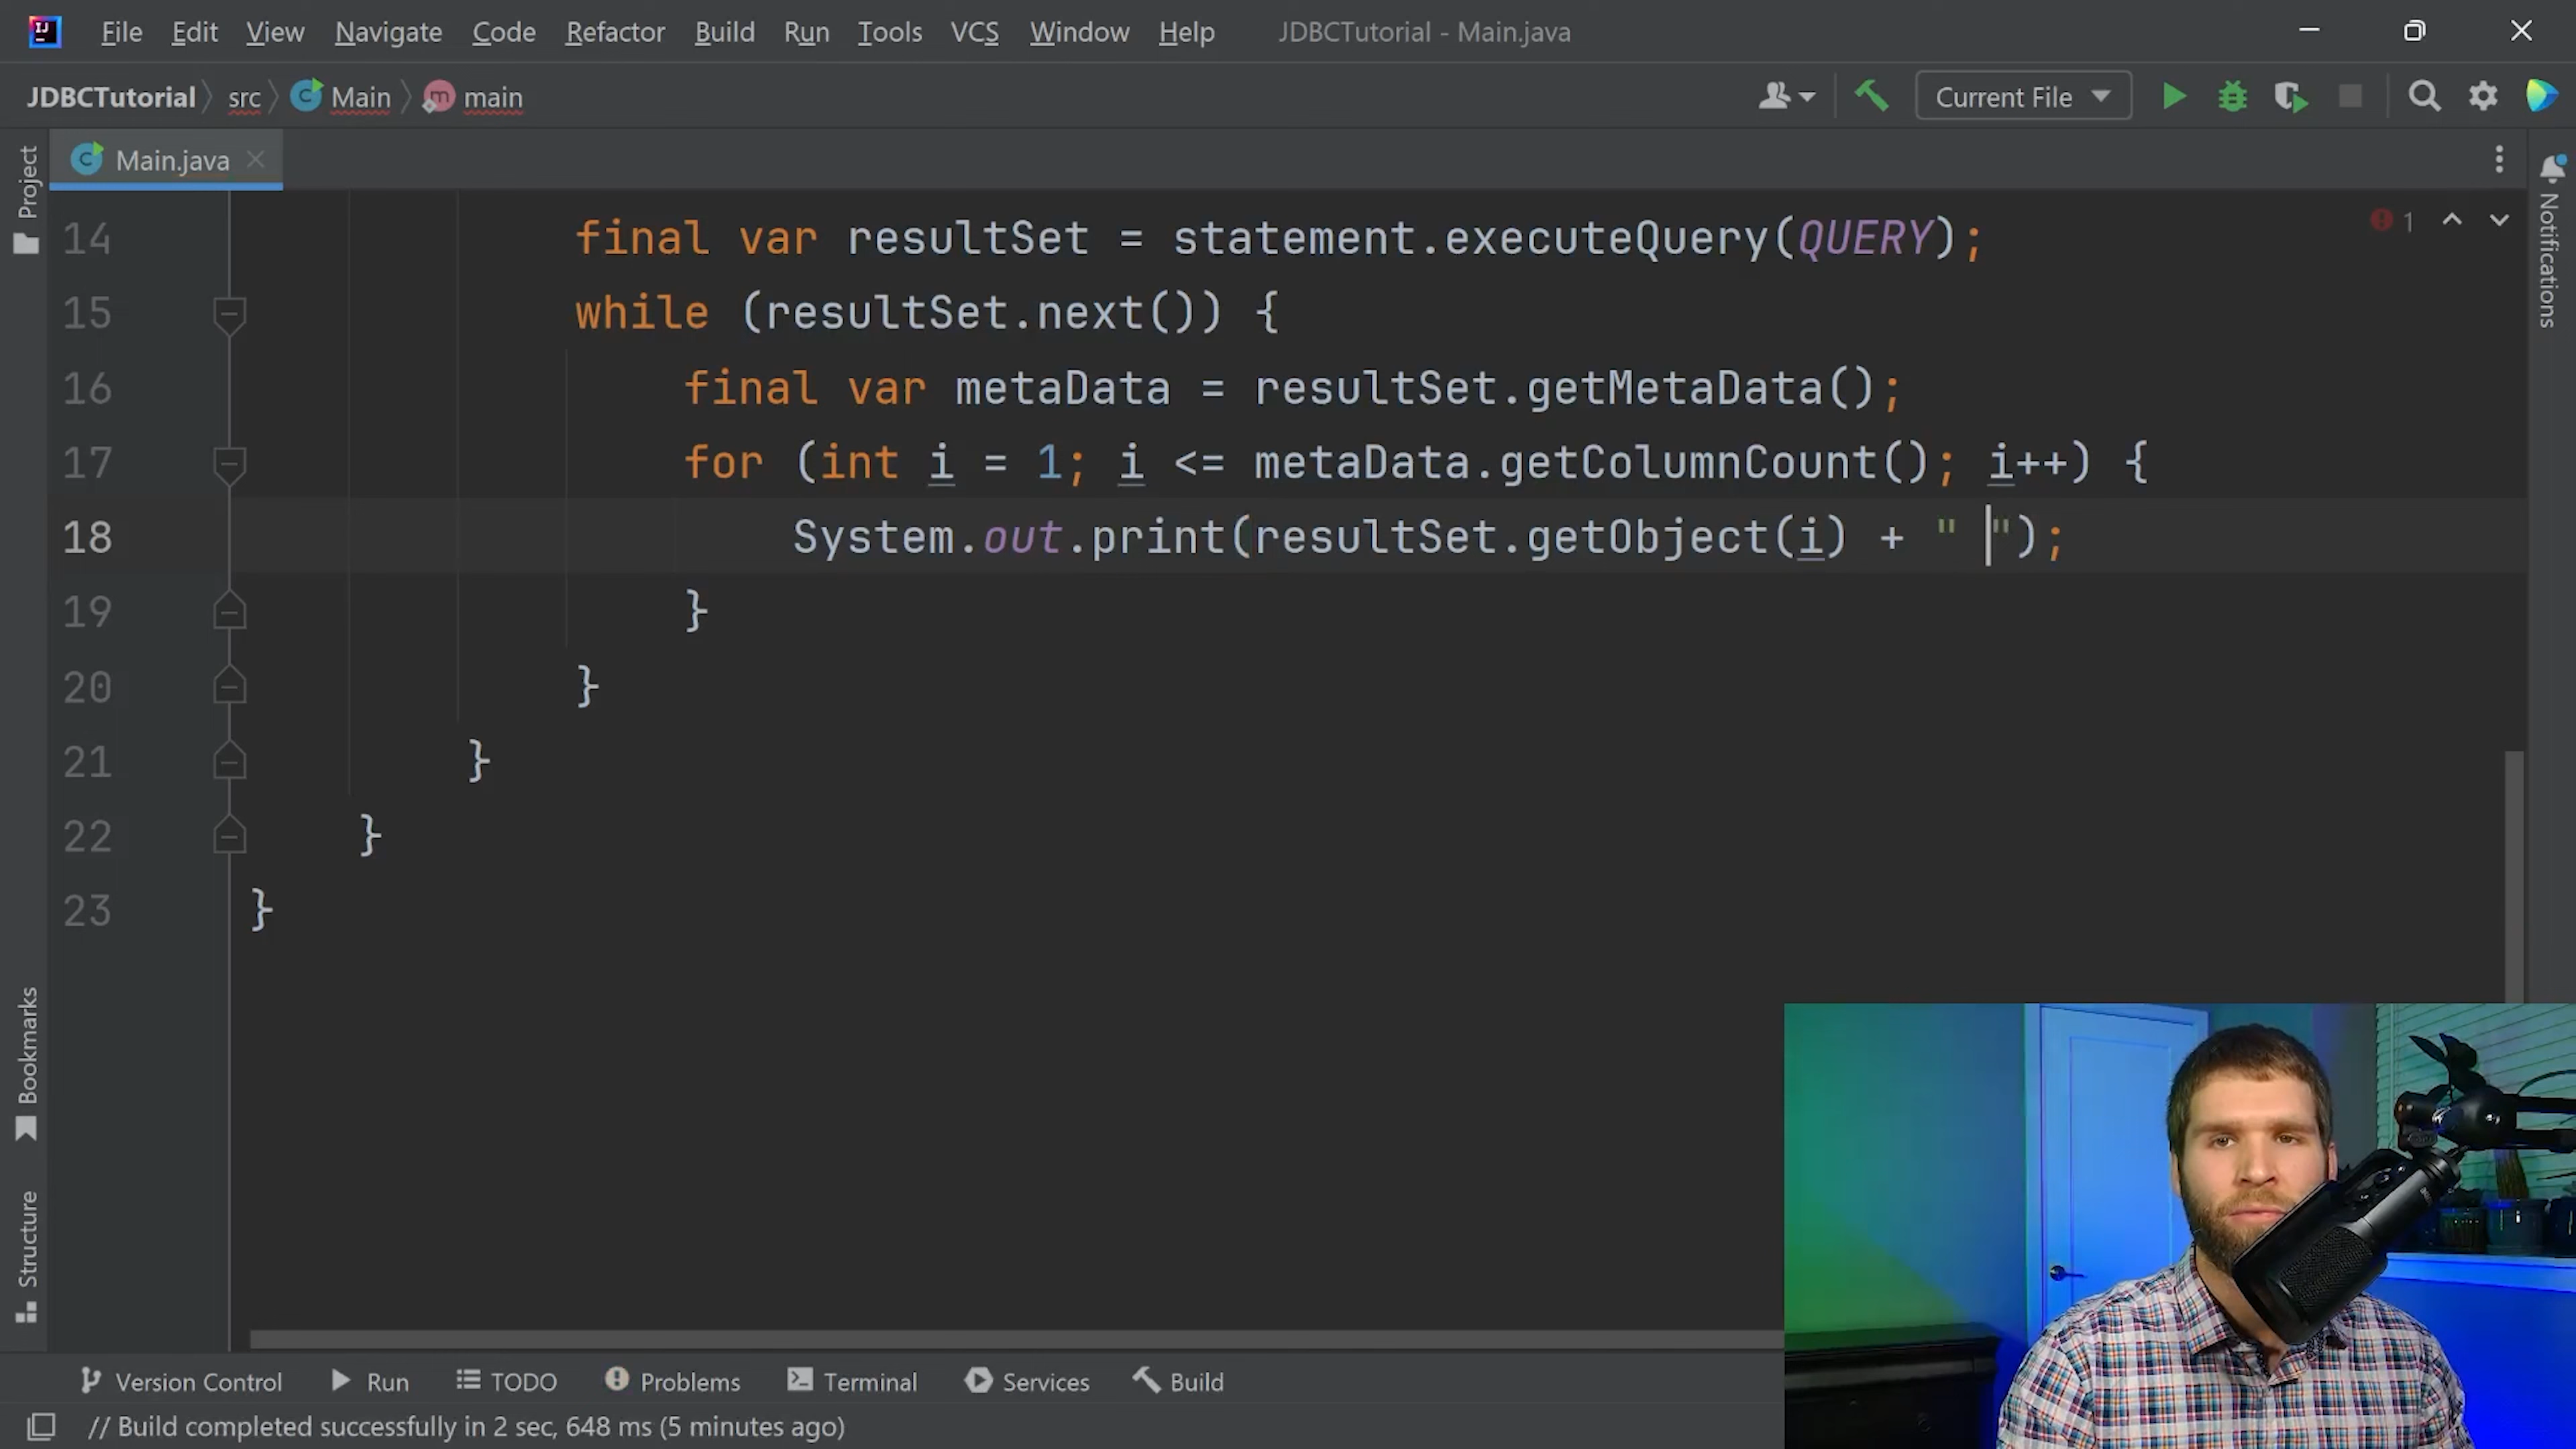 IJ File Edit View Navigate Code Refactor Build Run Tools VCS Window Help JDBCTutorial - Main.java
JDBCTutorial src C Main m main Current File
Project
C Main.java
Notifications
1
14 final var resultSet = statement.executeQuery(QUERY);
15 while (resultSet.next()) {
16 final var metaData = resultSet.getMetaData();
17 for (int i = 1; i <= metaData.getColumnCount(); i++) {
18 System.out.print(resultSet.getObject(i) + " ");
19 }
20 }
21 }
22 }
23 }
Bookmarks
Structure
Version Control Run TODO Problems Terminal Services Build
// Build completed successfully in 2 sec, 648 ms (5 minutes ago)